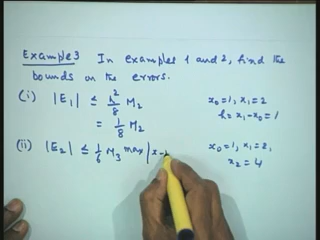 Example 3 In examples 1 and 2, find the
bounds on the errors.
(i) |E₁| ≤ h²/8 M₂ x₀=1, x₁=2
= 1/8 M₂ h=x₁-x₀=1
(ii) |E₂| ≤ 1/6 M₃ max |x- x₀=1, x₁=2,
x₂=4